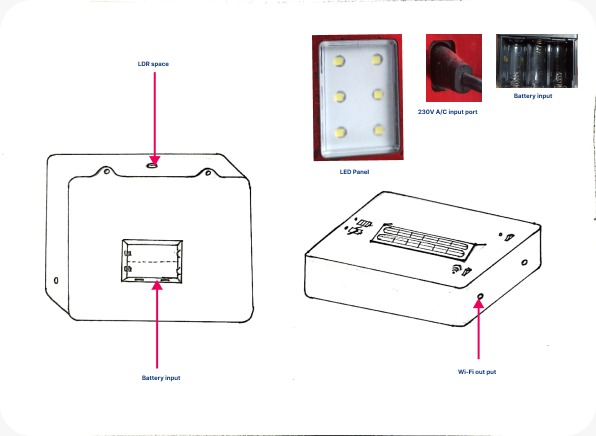 LDR space
230V A/C input port
Battery input
LED Panel
Battery input
Wi-Fi out put